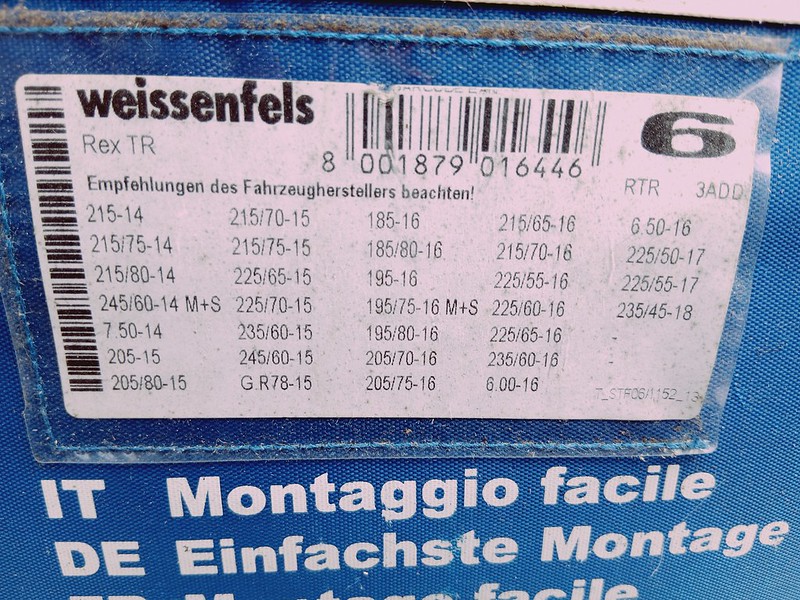 weissenfels
Rex TR
8 001879 016446
6
Empfehlungen des Fahrzeugherstellers beachten!
RTR 3ADD
215-14 215/70-15 185-16 215/65-16 6.50-16
215/75-14 215/75-15 185/80-16 215/70-16 225/50-17
215/80-14 225/65-15 195-16 225/55-16 225/55-17
245/60-14 M+S 225/70-15 195/75-16 M+S 225/60-16 235/45-18
7.50-14 235/60-15 195/80-16 225/65-16 -
205-15 245/60-15 205/70-16 235/60-16 -
205/80-15 G.R78-15 205/75-16 6.00-16
IT Montaggio facile
DE Einfachste Montage
Montage facile